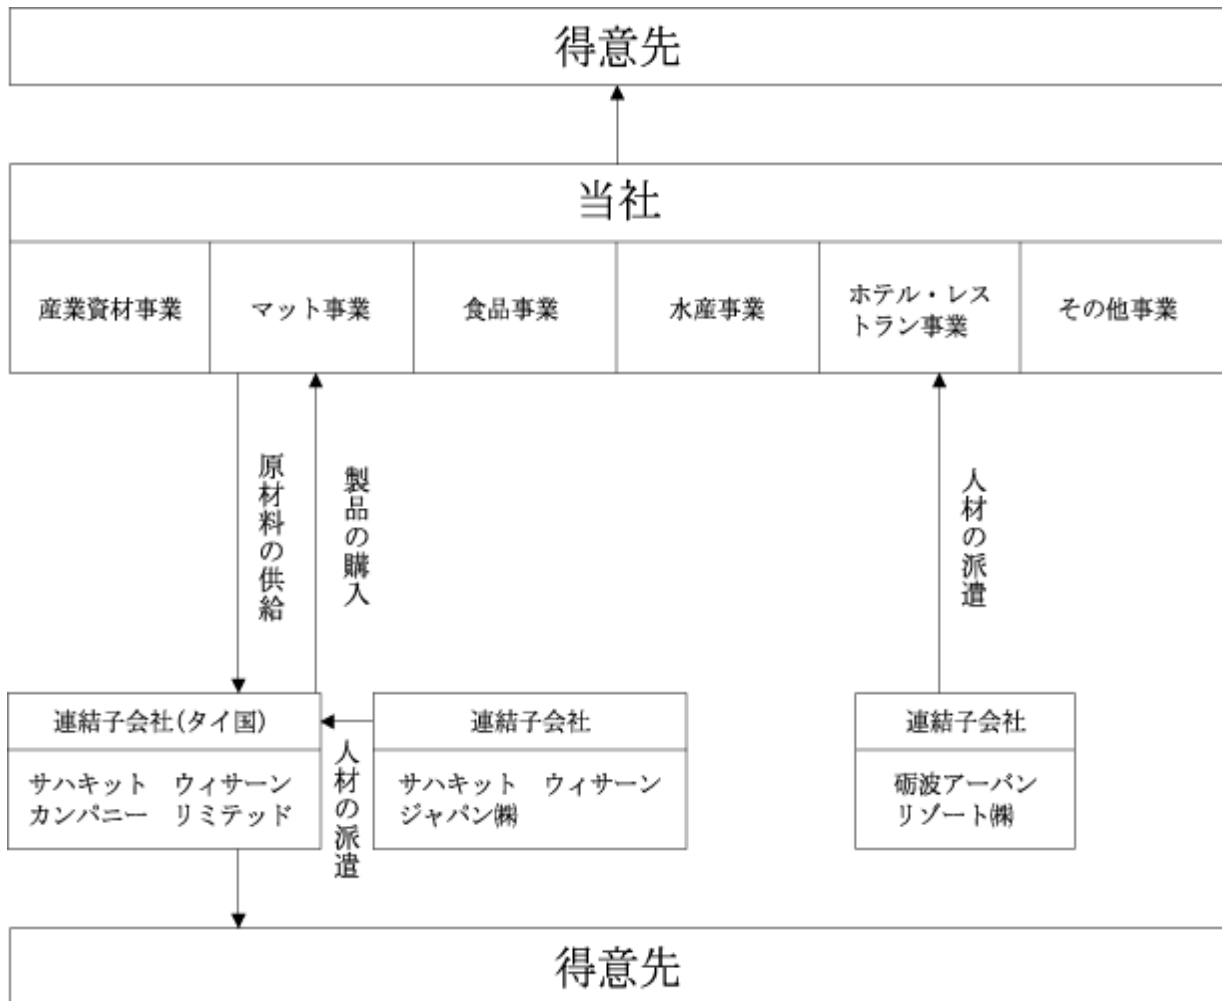 得意先
当社
産業資材事業
マット事業
食品事業
水産事業
ホテル・レス
トラン事業
その他事業
原材料の供給
製品の購入
人材の派遣
連結子会社(タイ国)
サハキット　ウィサーン
カンパニー　リミテッド
人材の派遣
連結子会社
サハキット　ウィサーン
ジャパン㈱
連結子会社
砺波アーバン
リゾート㈱
得意先